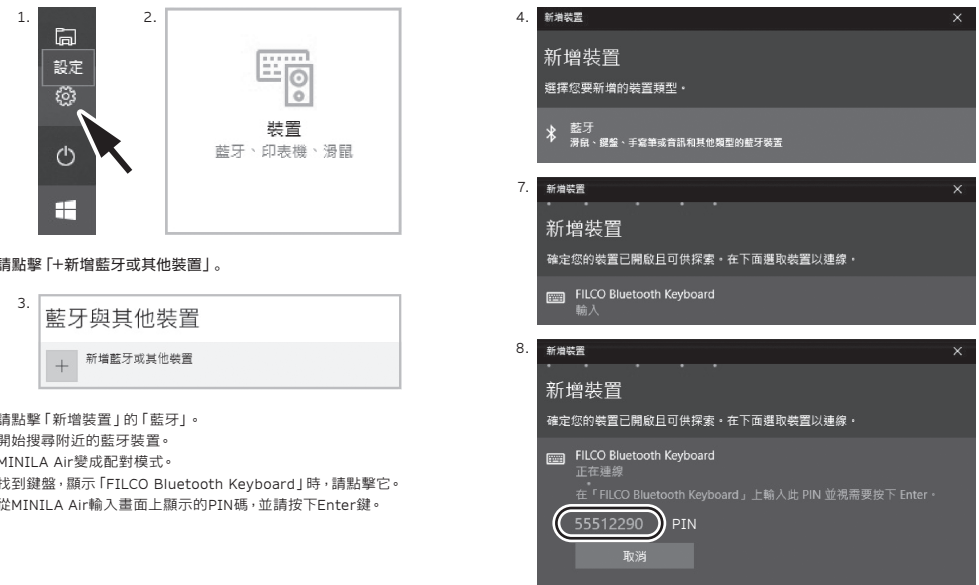 1.
設定
2.
裝置
藍牙、印表機、滑鼠
請點擊「+新增藍牙或其他裝置」。
3.
藍牙與其他裝置
+ 新增藍牙或其他裝置
請點擊「新增裝置」的「藍牙」。
開始搜尋附近的藍牙裝置。
MINILA Air變成配對模式。
找到鍵盤,顯示「FILCO Bluetooth Keyboard」時,請點擊它。
從MINILA Air輸入畫面上顯示的PIN碼,並請按下Enter鍵。
4.
新增裝置
新增裝置
選擇您要新增的裝置類型。
藍牙
滑鼠、鍵盤、手寫筆或音訊和其他類型的藍牙裝置
7.
新增裝置
新增裝置
確定您的裝置已開啟且可供探索。在下面選取裝置以連線。
FILCO Bluetooth Keyboard
輸入
8.
新增裝置
新增裝置
確定您的裝置已開啟且可供探索。在下面選取裝置以連線。
FILCO Bluetooth Keyboard
正在連線
在「FILCO Bluetooth Keyboard」上輸入此 PIN 並視需要按下 Enter。
55512290 PIN
取消